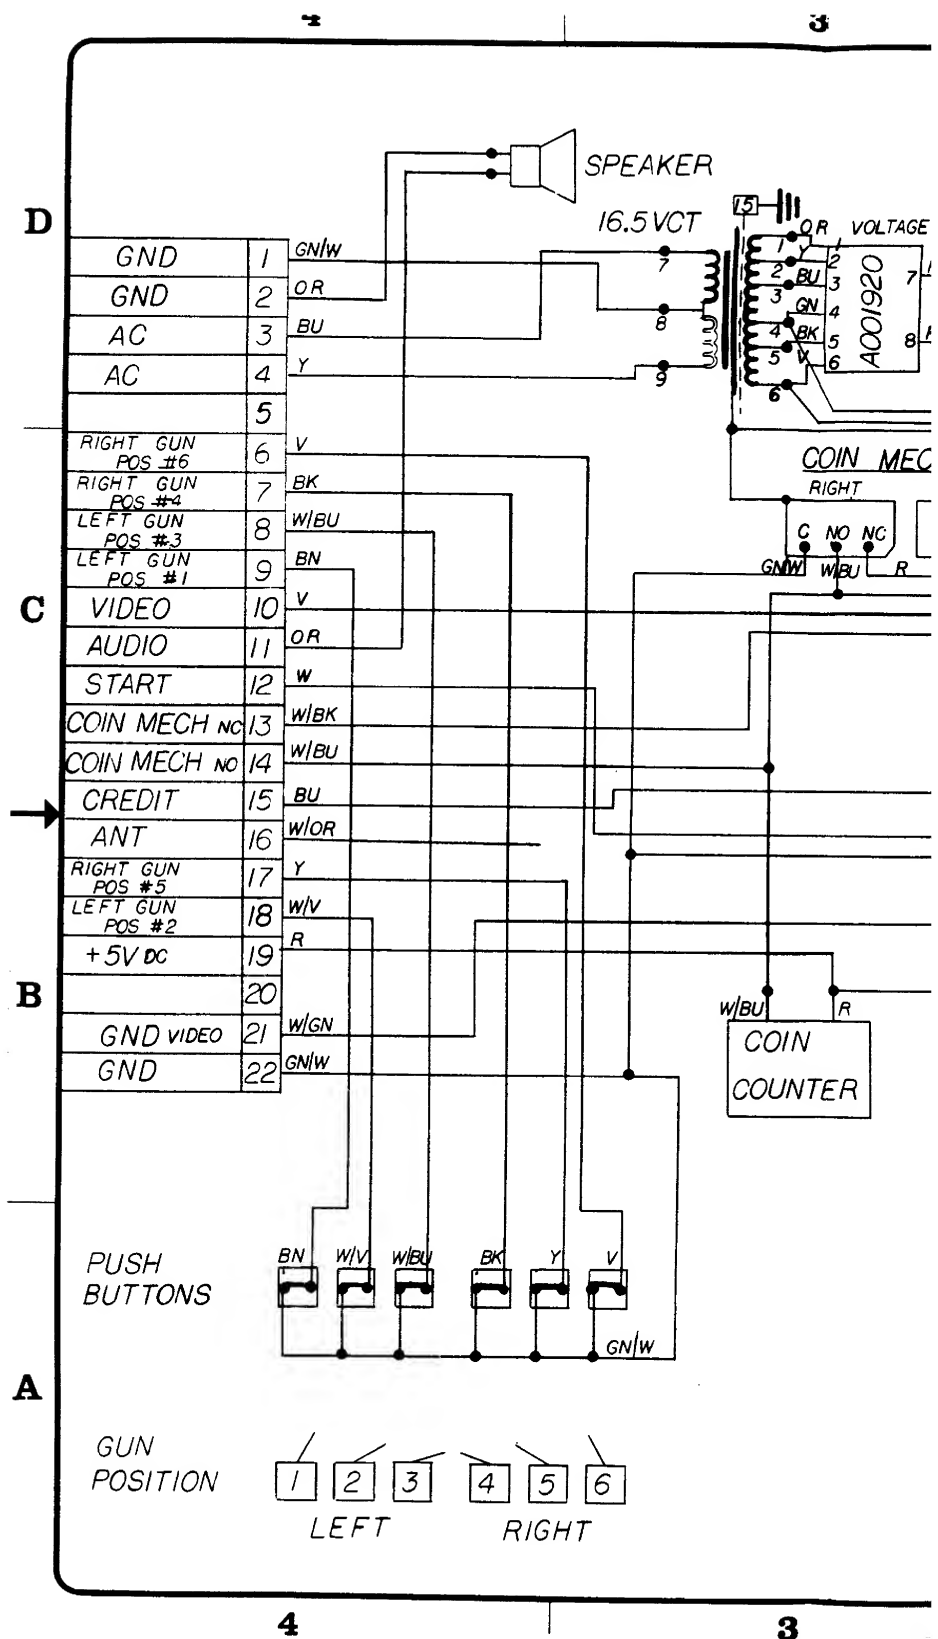 4 3
D
SPEAKER
16.5 VCT
15
VOLTAGE
A001920
7 8 9
1 OR 1
2 Y 2
3 BU 3
4 GN 4
5 BK 5
6 V 6
7
8
GND 1 GN/W
GND 2 OR
AC 3 BU
AC 4 Y
5
RIGHT GUN
POS #6 6 V
RIGHT GUN
POS #4 7 BK
LEFT GUN
POS #3 8 W/BU
LEFT GUN
POS #1 9 BN
C
VIDEO 10 V
AUDIO 11 OR
START 12 W
COIN MECH NC 13 W/BK
COIN MECH NO 14 W/BU
CREDIT 15 BU
ANT 16 W/OR
RIGHT GUN
POS #5 17 Y
LEFT GUN
POS #2 18 W/V
+5V DC 19 R
B
20
GND VIDEO 21 W/GN
GND 22 GN/W
COIN MEC
RIGHT
C NO NC
GN/W W/BU R
W/BU R
COIN
COUNTER
PUSH
BUTTONS
BN W/V W/BU BK Y V
GN/W
A
GUN
POSITION
1 2 3 4 5 6
LEFT RIGHT
4 3